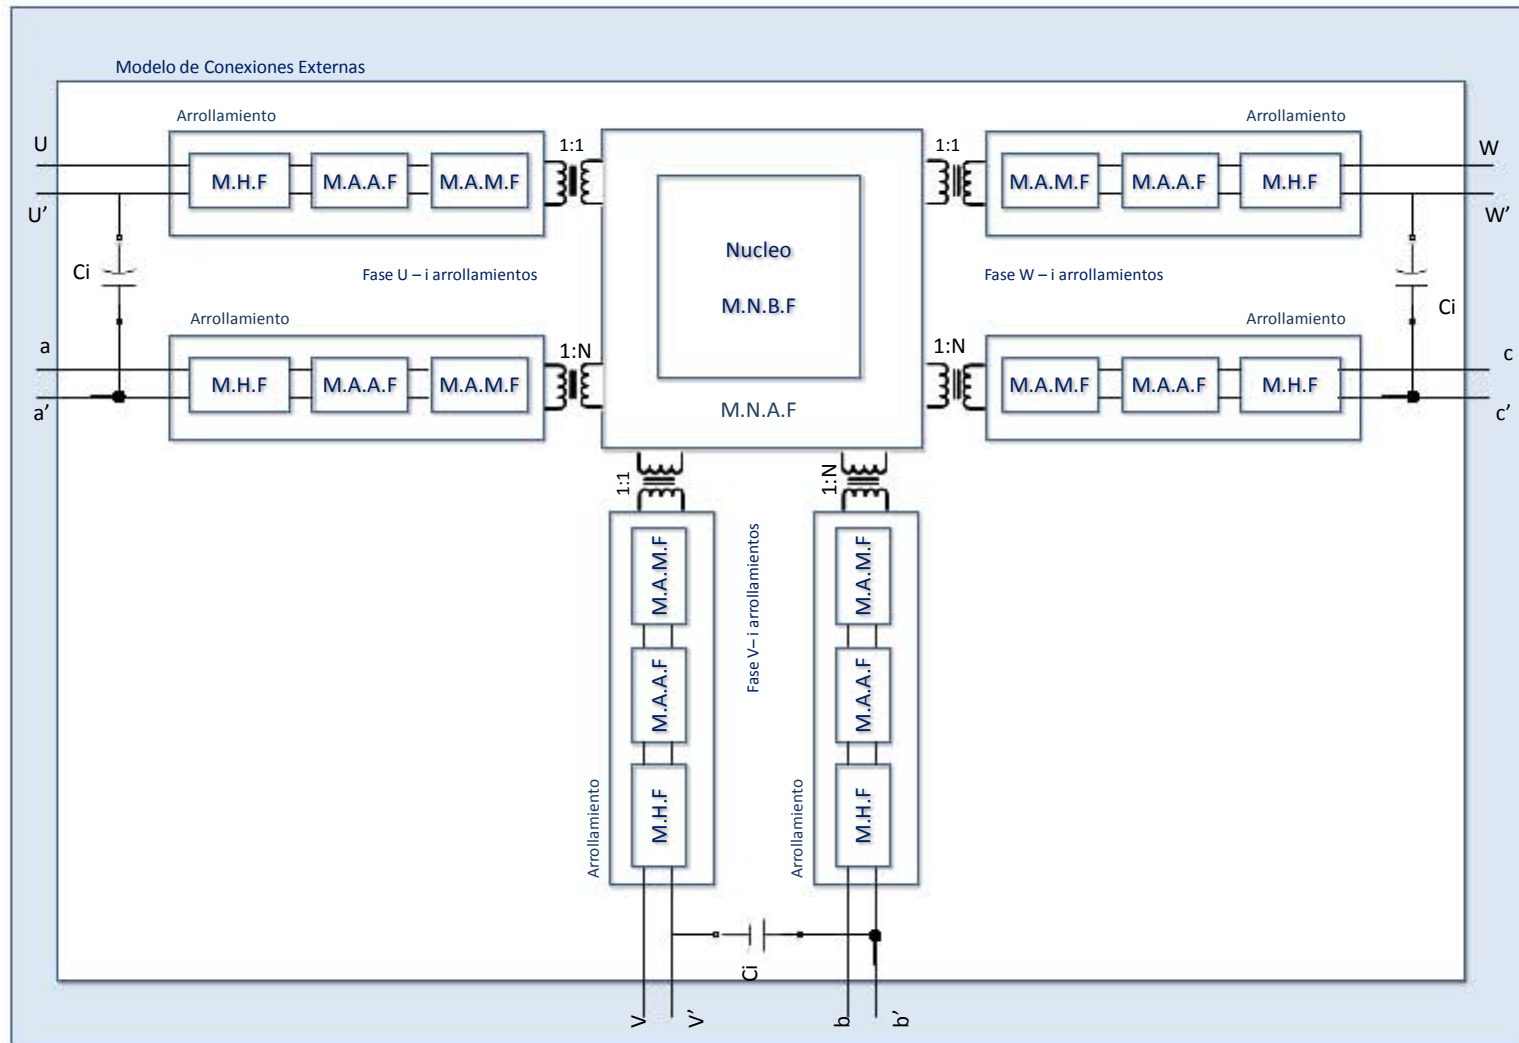 Modelo de Conexiones Externas
Arrollamiento
Arrollamiento
U
1:1
1:1
W
M.H.F
M.A.A.F
M.A.M.F
M.A.M.F
M.A.A.F
M.H.F
U’
W’
Nucleo
Ci
Fase U – i arrollamientos
Fase W – i arrollamientos
M.N.B.F
Ci
Arrollamiento
Arrollamiento
a
1:N
1:N
c
M.H.F
M.A.A.F
M.A.M.F
M.A.M.F
M.A.A.F
M.H.F
a’
M.N.A.F
c’
1:1
1:N
M.A.M.F
M.A.M.F
Fase V– i arrollamientos
M.A.A.F
M.A.A.F
M.H.F
M.H.F
Arrollamiento
Arrollamiento
Ci
V
V’
b
b’